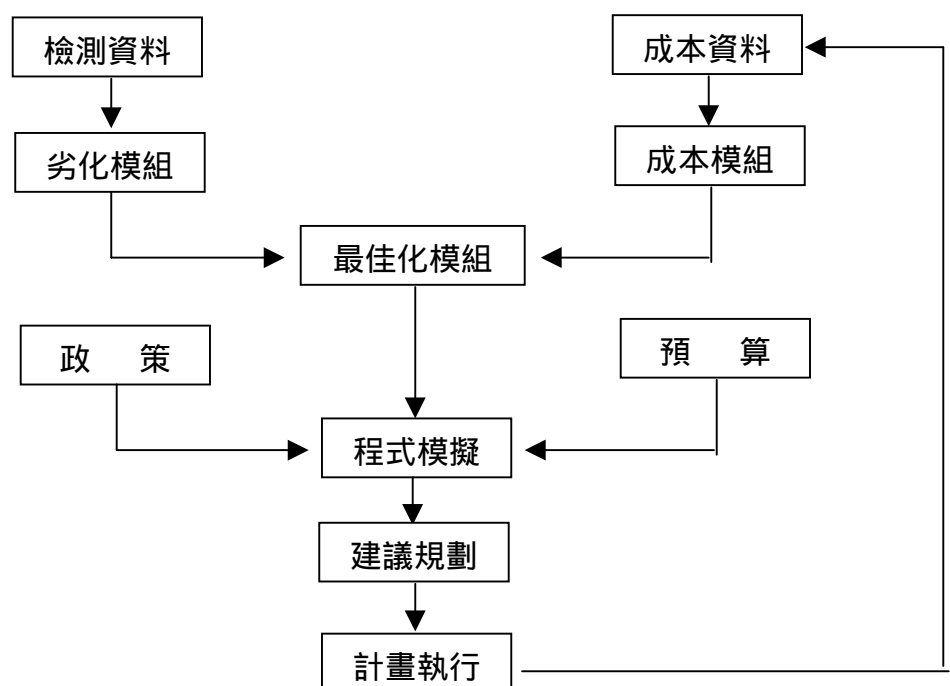 檢測資料
成本資料
劣化模組
成本模組
最佳化模組
政 策
預 算
程式模擬
建議規劃
計畫執行